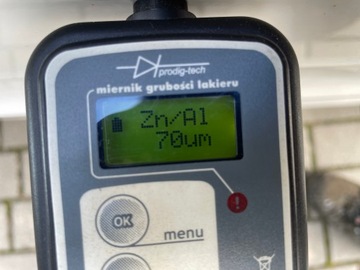 prodig-tech
miernik grubości lakieru
Zn/Al
70um
OK
menu